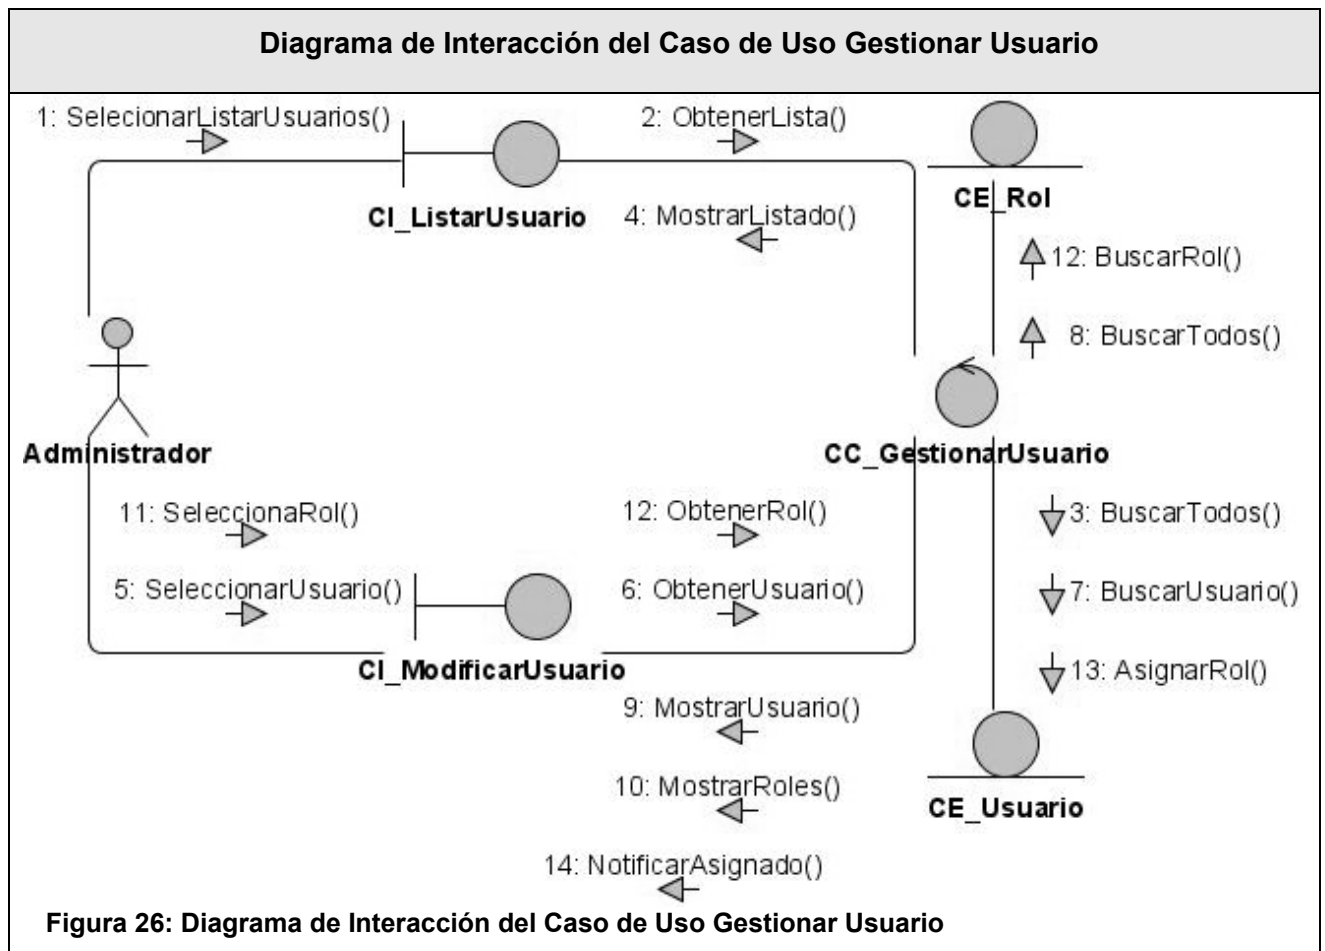 Diagrama de Interacción del Caso de Uso Gestionar Usuario
1: SelecionarListarUsuarios()
2: ObtenerLista()
CI_ListarUsuario
4: MostrarListado()
CE_Rol
12: BuscarRol()
8: BuscarTodos()
Administrador
CC_GestionarUsuario
11: SeleccionaRol()
12: ObtenerRol()
3: BuscarTodos()
5: SeleccionarUsuario()
6: ObtenerUsuario()
7: BuscarUsuario()
CI_ModificarUsuario
13: AsignarRol()
9: MostrarUsuario()
10: MostrarRoles()
CE_Usuario
14: NotificarAsignado()
Figura 26: Diagrama de Interacción del Caso de Uso Gestionar Usuario